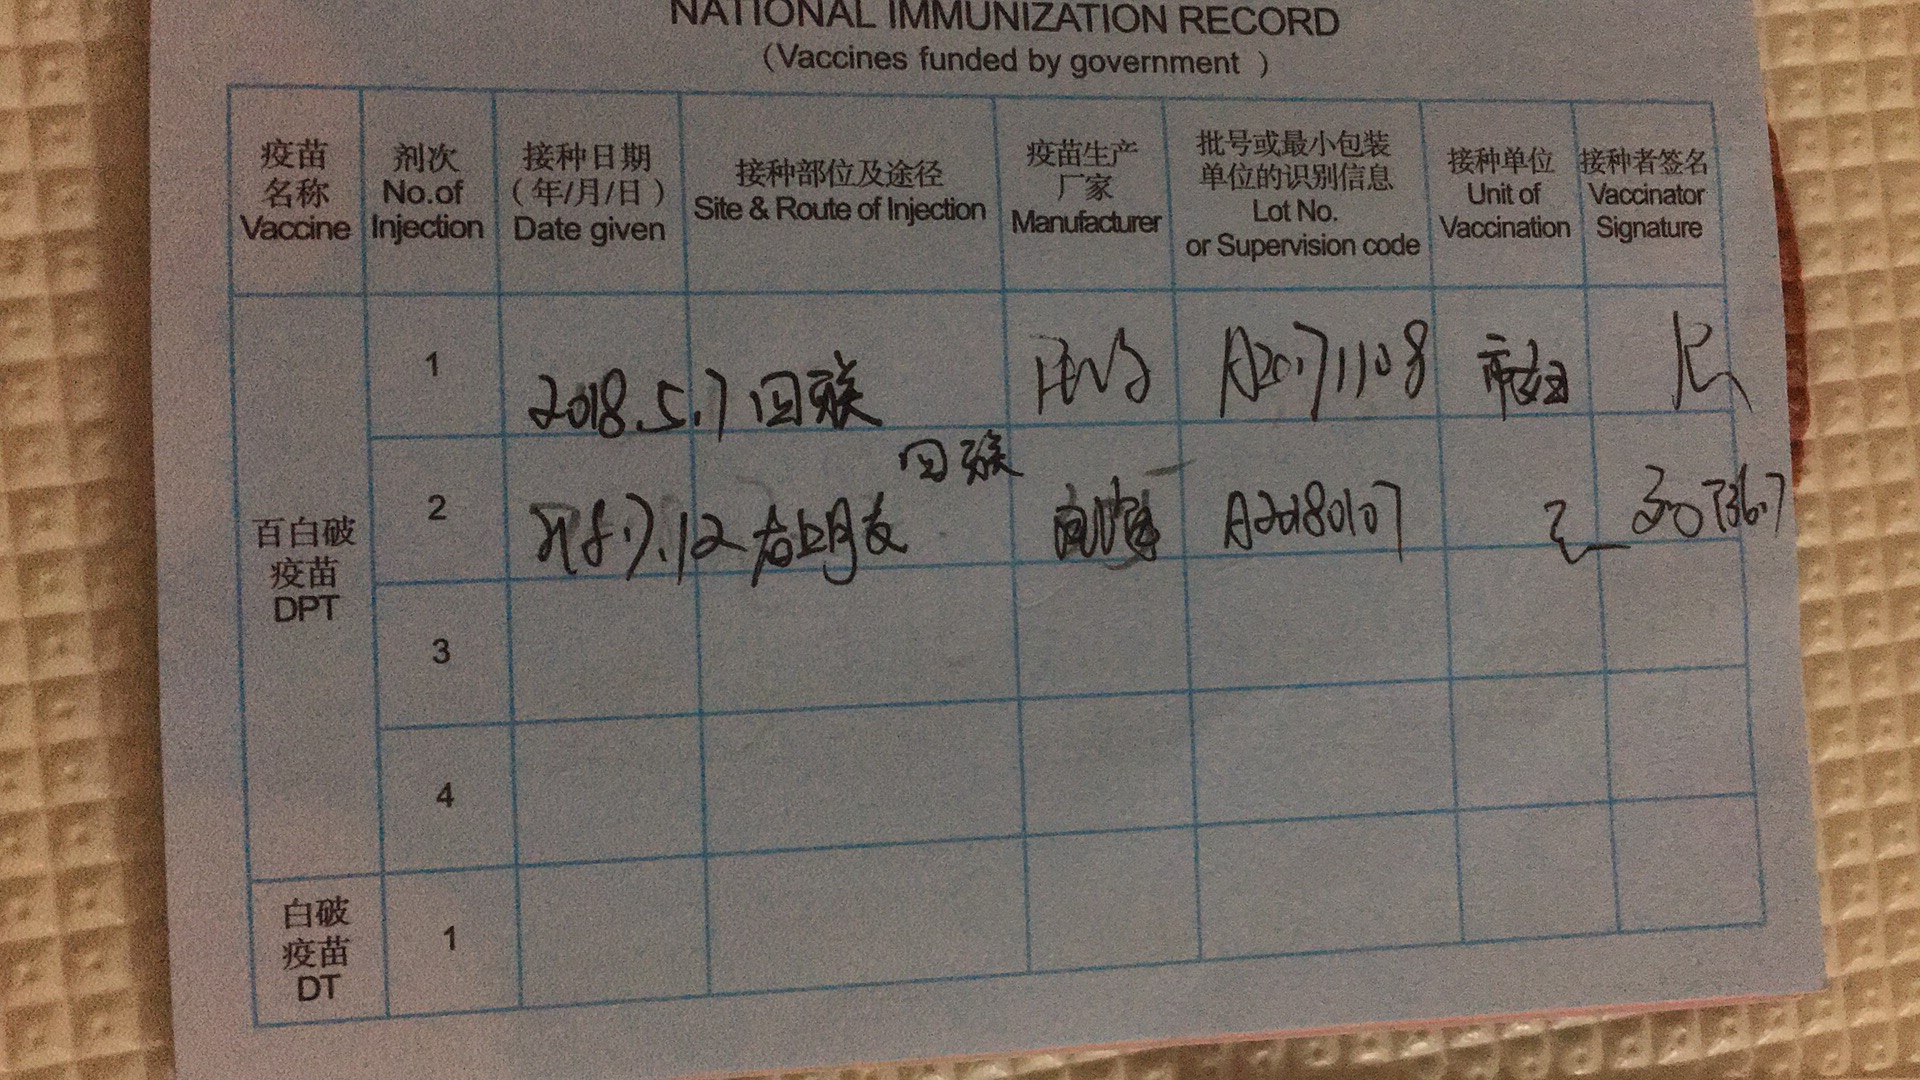 NATIONAL IMMUNIZATION RECORD
(Vaccines funded by government )
疫苗
名称
Vaccine
剂次
No.of
Injection
接种日期
(年/月/日)
Date given
接种部位及途径
Site & Route of Injection
疫苗生产
厂家
Manufacturer
批号或最小包装
单位的识别信息
Lot No.
or Supervision code
接种单位
Unit of
Vaccination
接种者签名
Vaccinator
Signature
百白破
疫苗
DPT
1
2018.5.7
A20171108
2
A20180107
3
4
白破
疫苗
DT
1